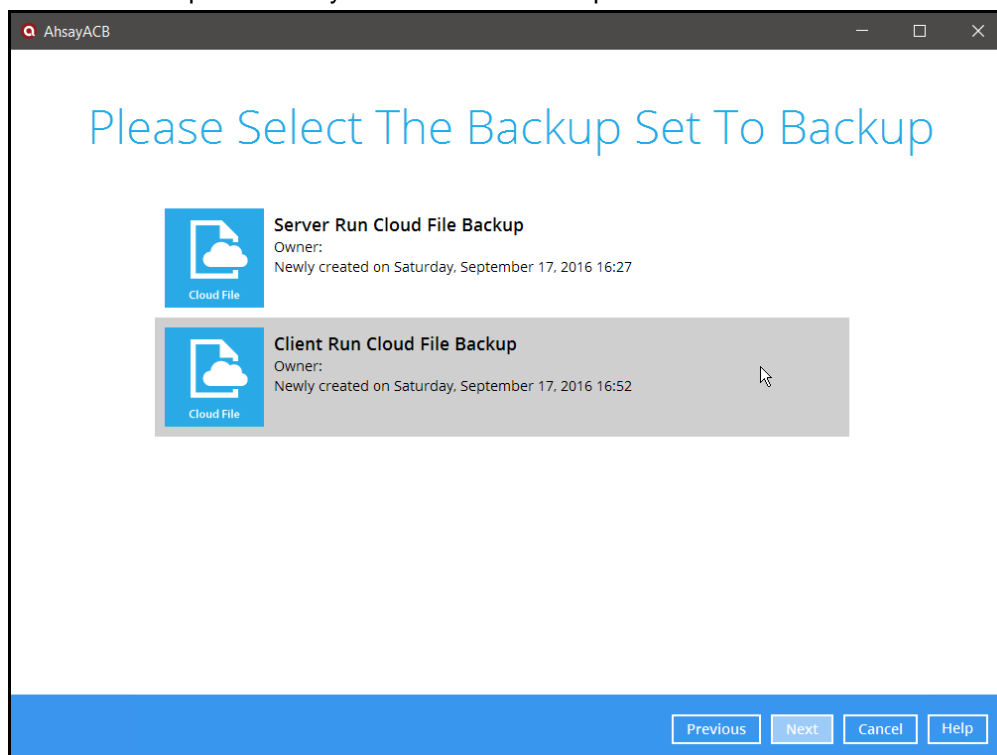 AhsayACB
Please Select The Backup Set To Backup
Cloud File
Server Run Cloud File Backup
Owner:
Newly created on Saturday, September 17, 2016 16:27
Cloud File
Client Run Cloud File Backup
Owner:
Newly created on Saturday, September 17, 2016 16:52
Previous Next Cancel Help